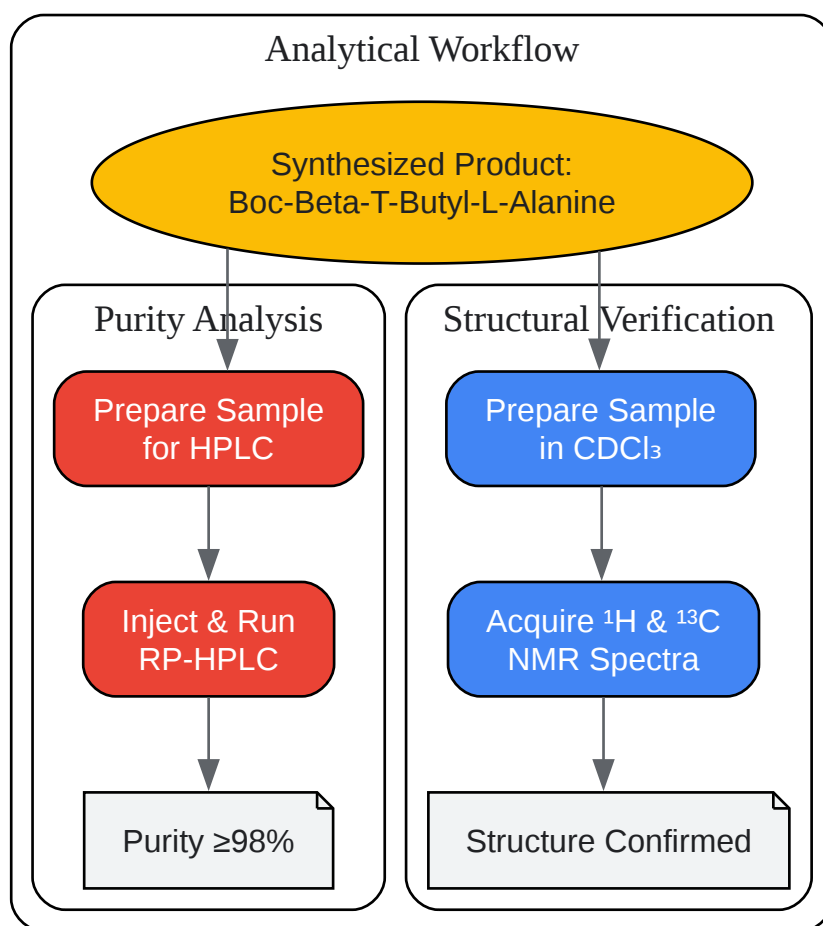 Analytical Workflow
Synthesized Product:
Boc-Beta-T-Butyl-L-Alanine
Purity Analysis
Prepare Sample
for HPLC
Inject & Run
RP-HPLC
Purity ≥98%
Structural Verification
Prepare Sample
in CDCl₃
Acquire ¹H & ¹³C
NMR Spectra
Structure Confirmed